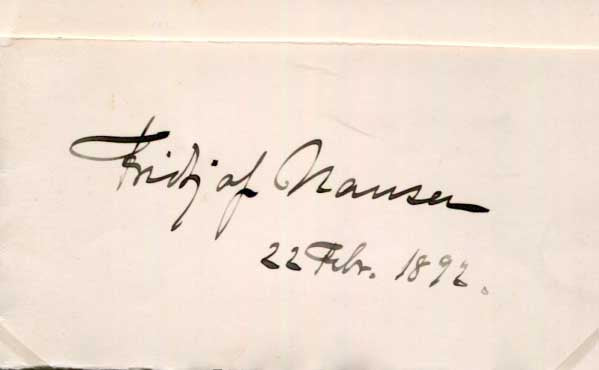 Fridtjof Nansen
22 Febr. 1892.